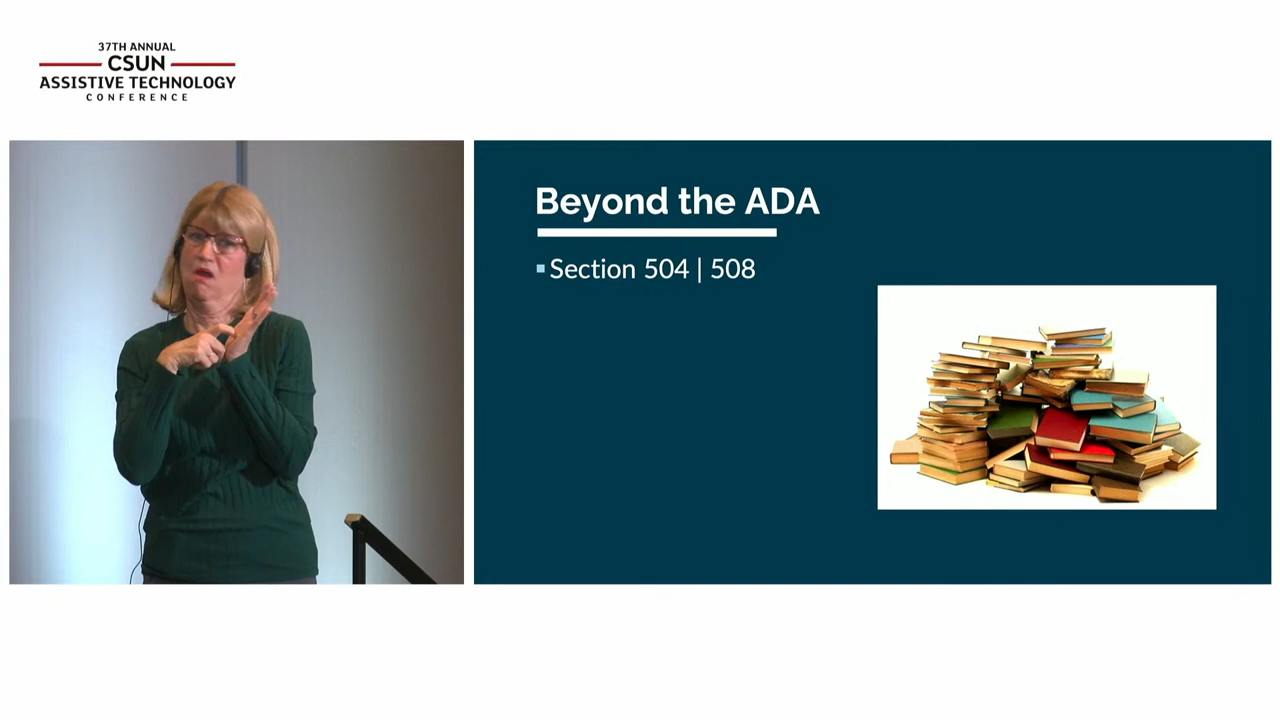 37TH ANNUAL
CSUN
ASSISTIVE TECHNOLOGY
CONFERENCE
Beyond the ADA
Section 504 | 508